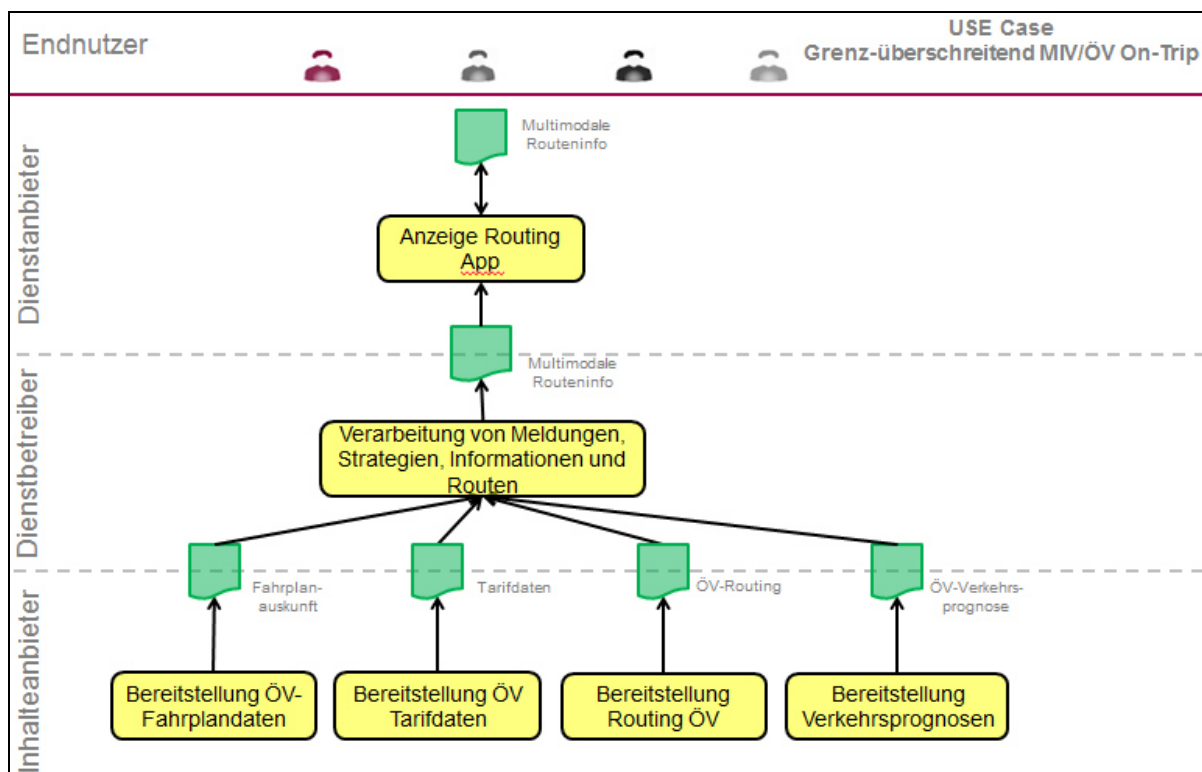 Endnutzer
USE Case
Grenz-überschreitend MIV/ÖV On-Trip
Dienstanbieter
Multimodale
Routeninfo
Anzeige Routing
App
Multimodale
Routeninfo
Dienstbetreiber
Verarbeitung von Meldungen,
Strategien, Informationen und
Routen
Fahrplan-
auskunft
Tarifdaten
ÖV-Routing
ÖV-Verkehrs-
prognose
Inhalteanbieter
Bereitstellung ÖV-
Fahrplandaten
Bereitstellung ÖV
Tarifdaten
Bereitstellung
Routing ÖV
Bereitstellung
Verkehrsprognosen